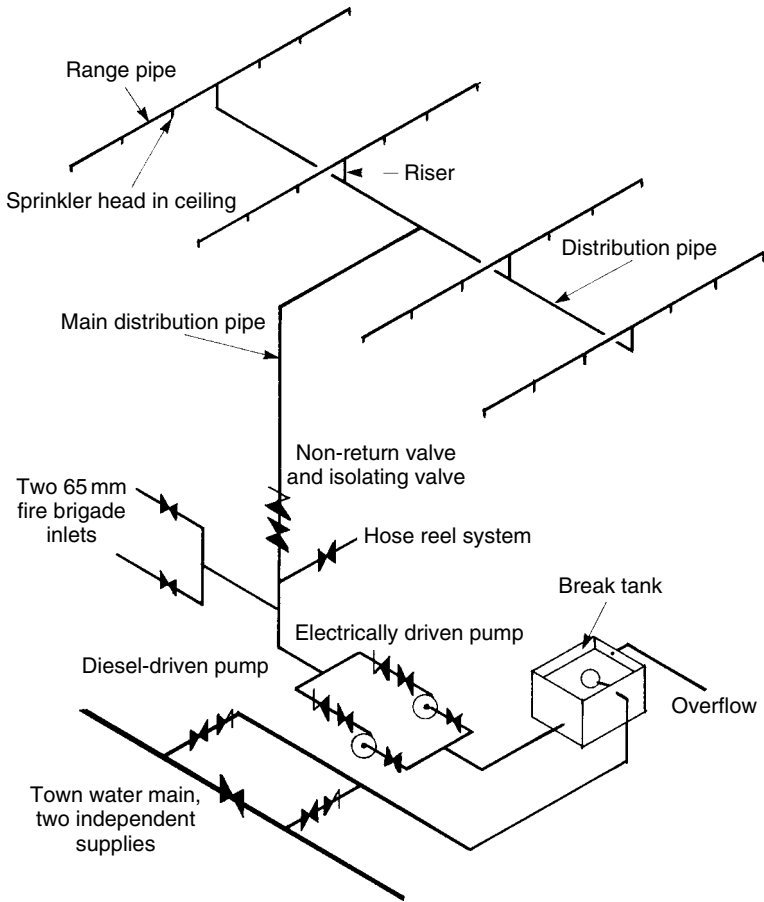 Range pipe
Sprinkler head in ceiling
Riser
Distribution pipe
Main distribution pipe
Non-return valve
and isolating valve
Two 65 mm
fire brigade
inlets
Hose reel system
Break tank
Electrically driven pump
Diesel-driven pump
Overflow
Town water main,
two independent
supplies